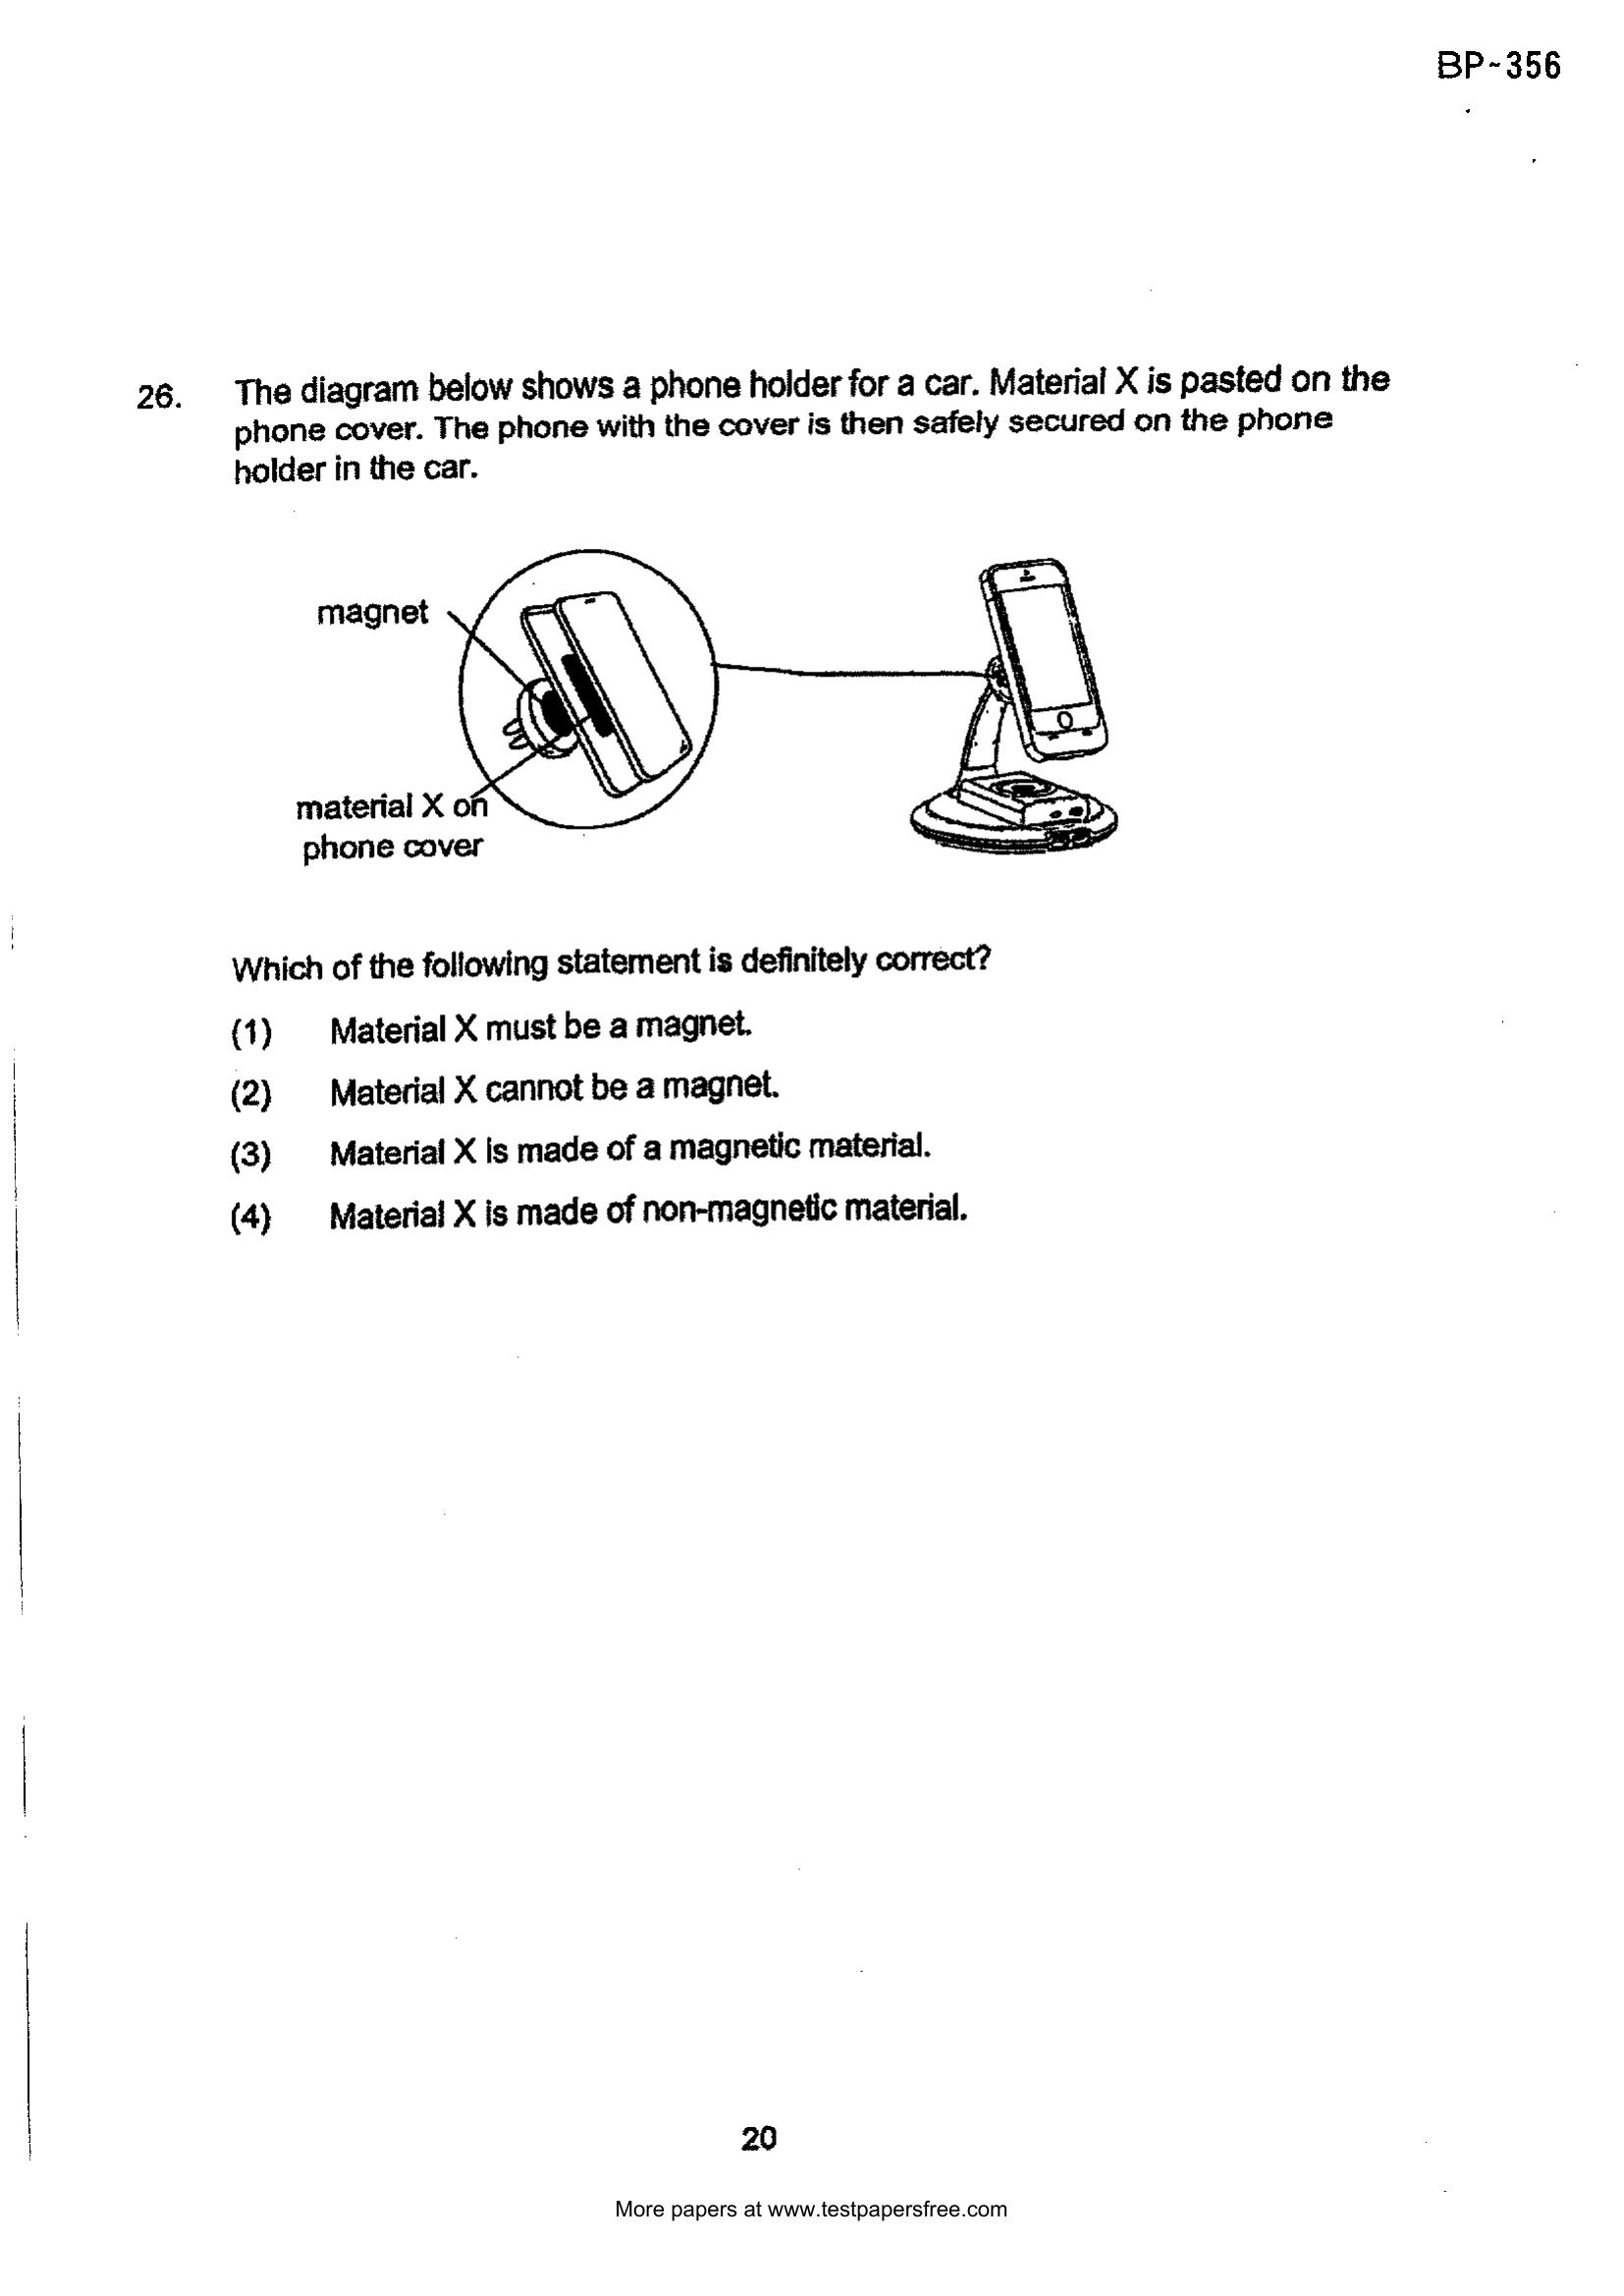 BP-356
26. The diagram below shows a phone holder for a car. Material X is pasted on the
phone cover. The phone with the cover is then safely secured on the phone
holder in the car.
magnet
material X on
phone cover
Which of the following statement is definitely correct?
(1) Material X must be a magnet.
(2) Material X cannot be a magnet.
(3) Material X is made of a magnetic material.
(4) Material X is made of non-magnetic material.
20
More papers at www.testpapersfree.com